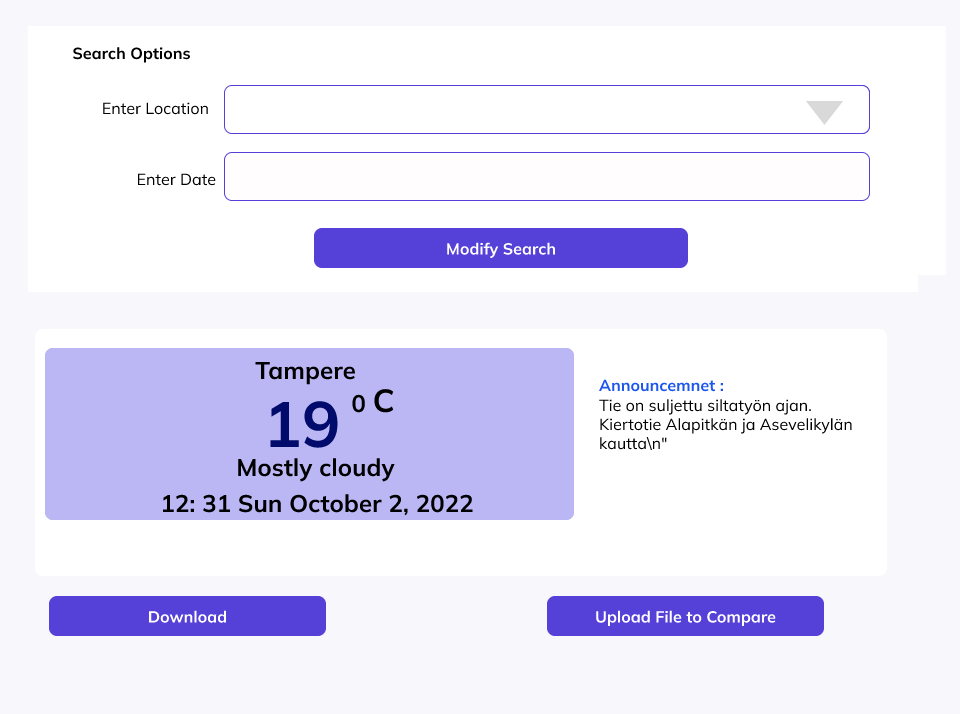 Search Options
Enter Location
Enter Date
Modify Search
Tampere
19 0 C
Mostly cloudy
12: 31 Sun October 2, 2022
Announcemnet :
Tie on suljettu siltatyön ajan.
Kiertotie Alapitkän ja Asevelikylän
kautta\n"
Download
Upload File to Compare